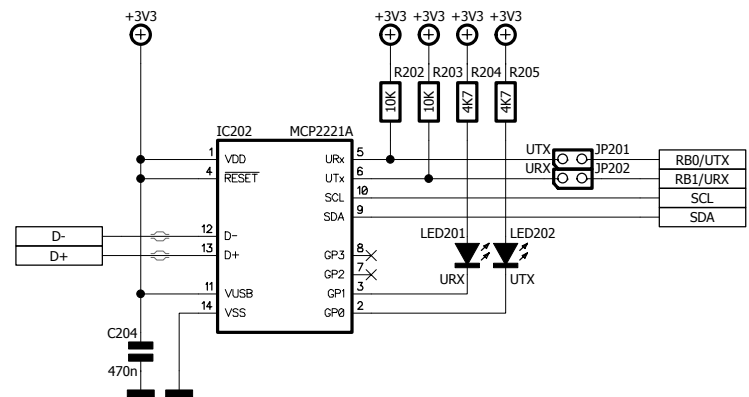 +3V3
+3V3 +3V3 +3V3 +3V3
R202 R203 R204 R205
10K 10K 4K7 4K7
IC202 MCP2221A
1 VDD
4 RESET
12 D-
13 D+
11 VUSB
14 VSS
URx 5
UTx 6
SCL 10
SDA 9
GP3 8
GP2 7
GP1 3
GP0 2
D-
D+
UTX JP201
URX JP202
RB0/UTX
RB1/URX
SCL
SDA
LED201 LED202
URX UTX
C204
470n